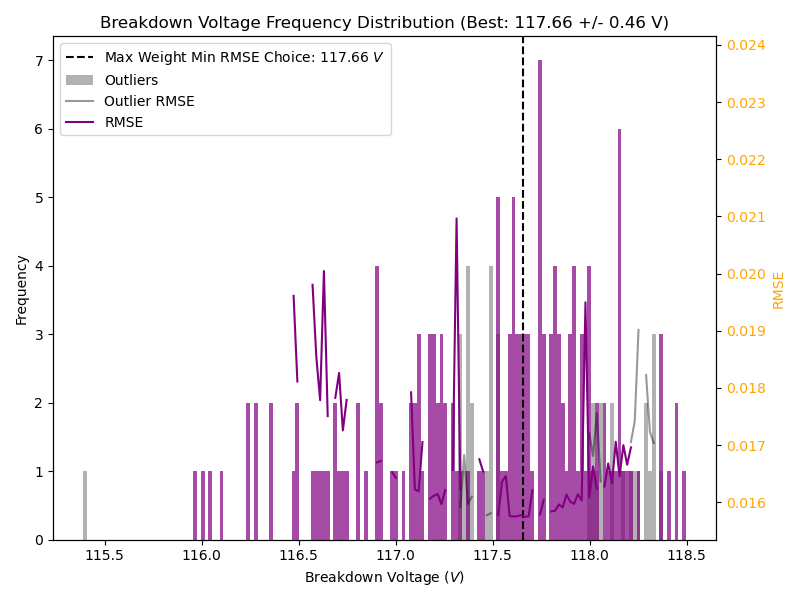 Breakdown Voltage Frequency Distribution (Best: 117.66 +/- 0.46 V)
Max Weight Min RMSE Choice: 117.66 V
Outliers
Outlier RMSE
RMSE
7
6
5
4
3
2
1
0
Frequency
0.024
0.023
0.022
0.021
0.020
0.019
0.018
0.017
0.016
RMSE
115.5 116.0 116.5 117.0 117.5 118.0 118.5
Breakdown Voltage (V)